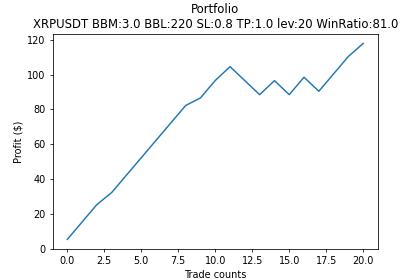 Portfolio
XRPUSDT BBM:3.0 BBL:220 SL:0.8 TP:1.0 lev:20 WinRatio:81.0
120
100
80
60
40
20
0
Profit ($)
0.0 2.5 5.0 7.5 10.0 12.5 15.0 17.5 20.0
Trade counts